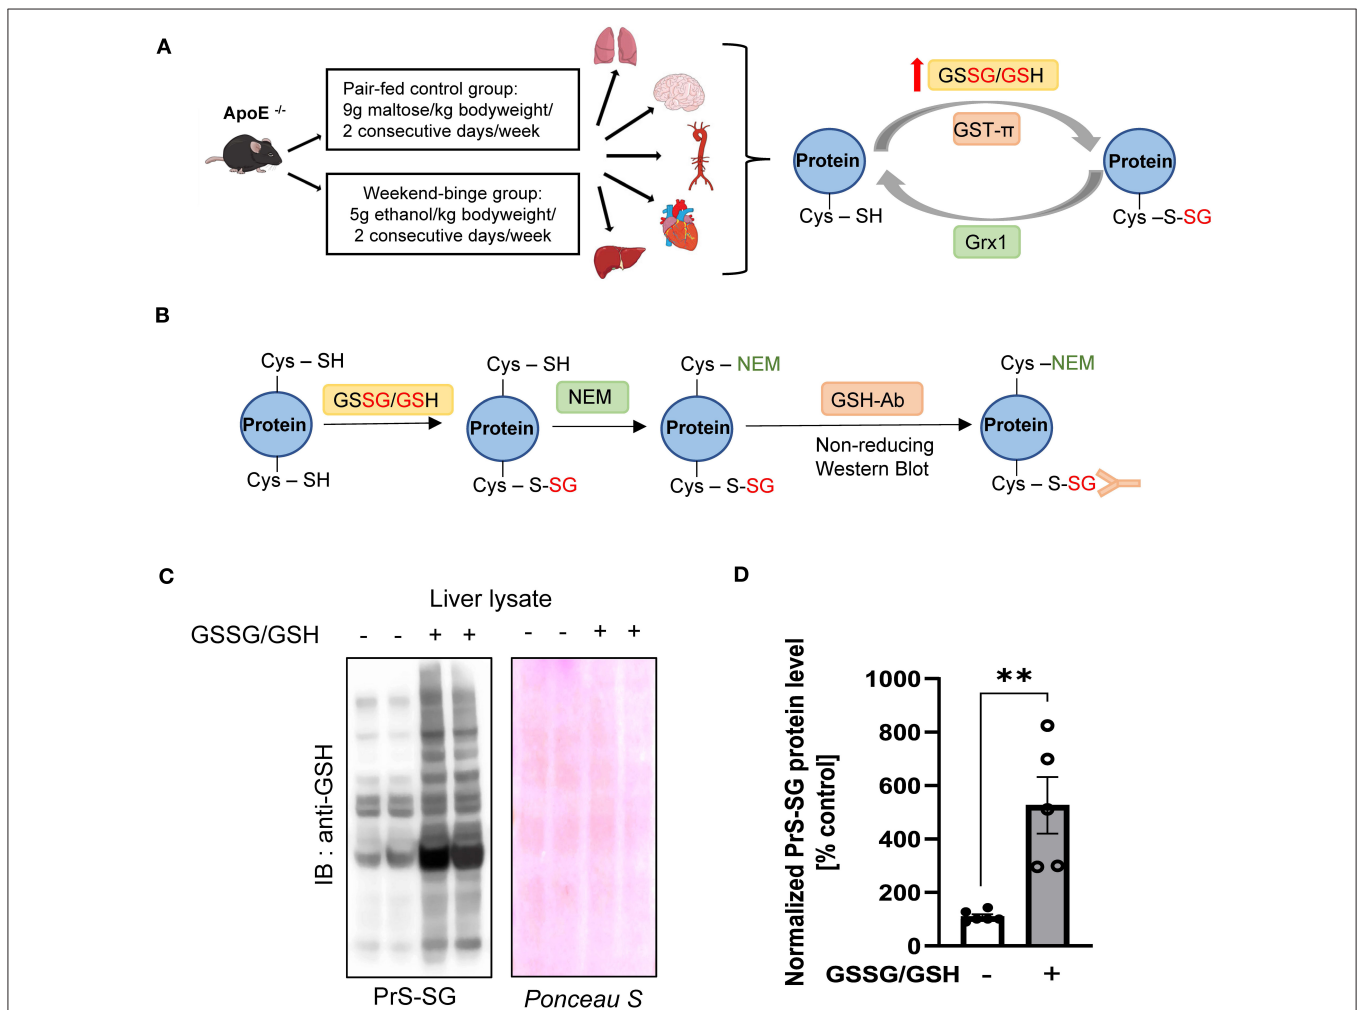 A
ApoE -/-
Pair-fed control group:
9g maltose/kg bodyweight/
2 consecutive days/week
Weekend-binge group:
5g ethanol/kg bodyweight/
2 consecutive days/week
GSSG/GSH
GST-π
Protein
Cys – SH
Protein
Cys –S-SG
Grx1
B
Cys – SH
Protein
Cys – SH
GSSG/GSH
Cys – SH
Protein
Cys – S-SG
NEM
Cys – NEM
Protein
Cys – S-SG
GSH-Ab
Non-reducing
Western Blot
Cys –NEM
Protein
Cys – S-SG
C
Liver lysate
GSSG/GSH - - + + - - + +
IB : anti-GSH
PrS-SG
Ponceau S
D
Normalized PrS-SG protein level
[% control]
**
1000
800
600
400
200
0
GSSG/GSH - +